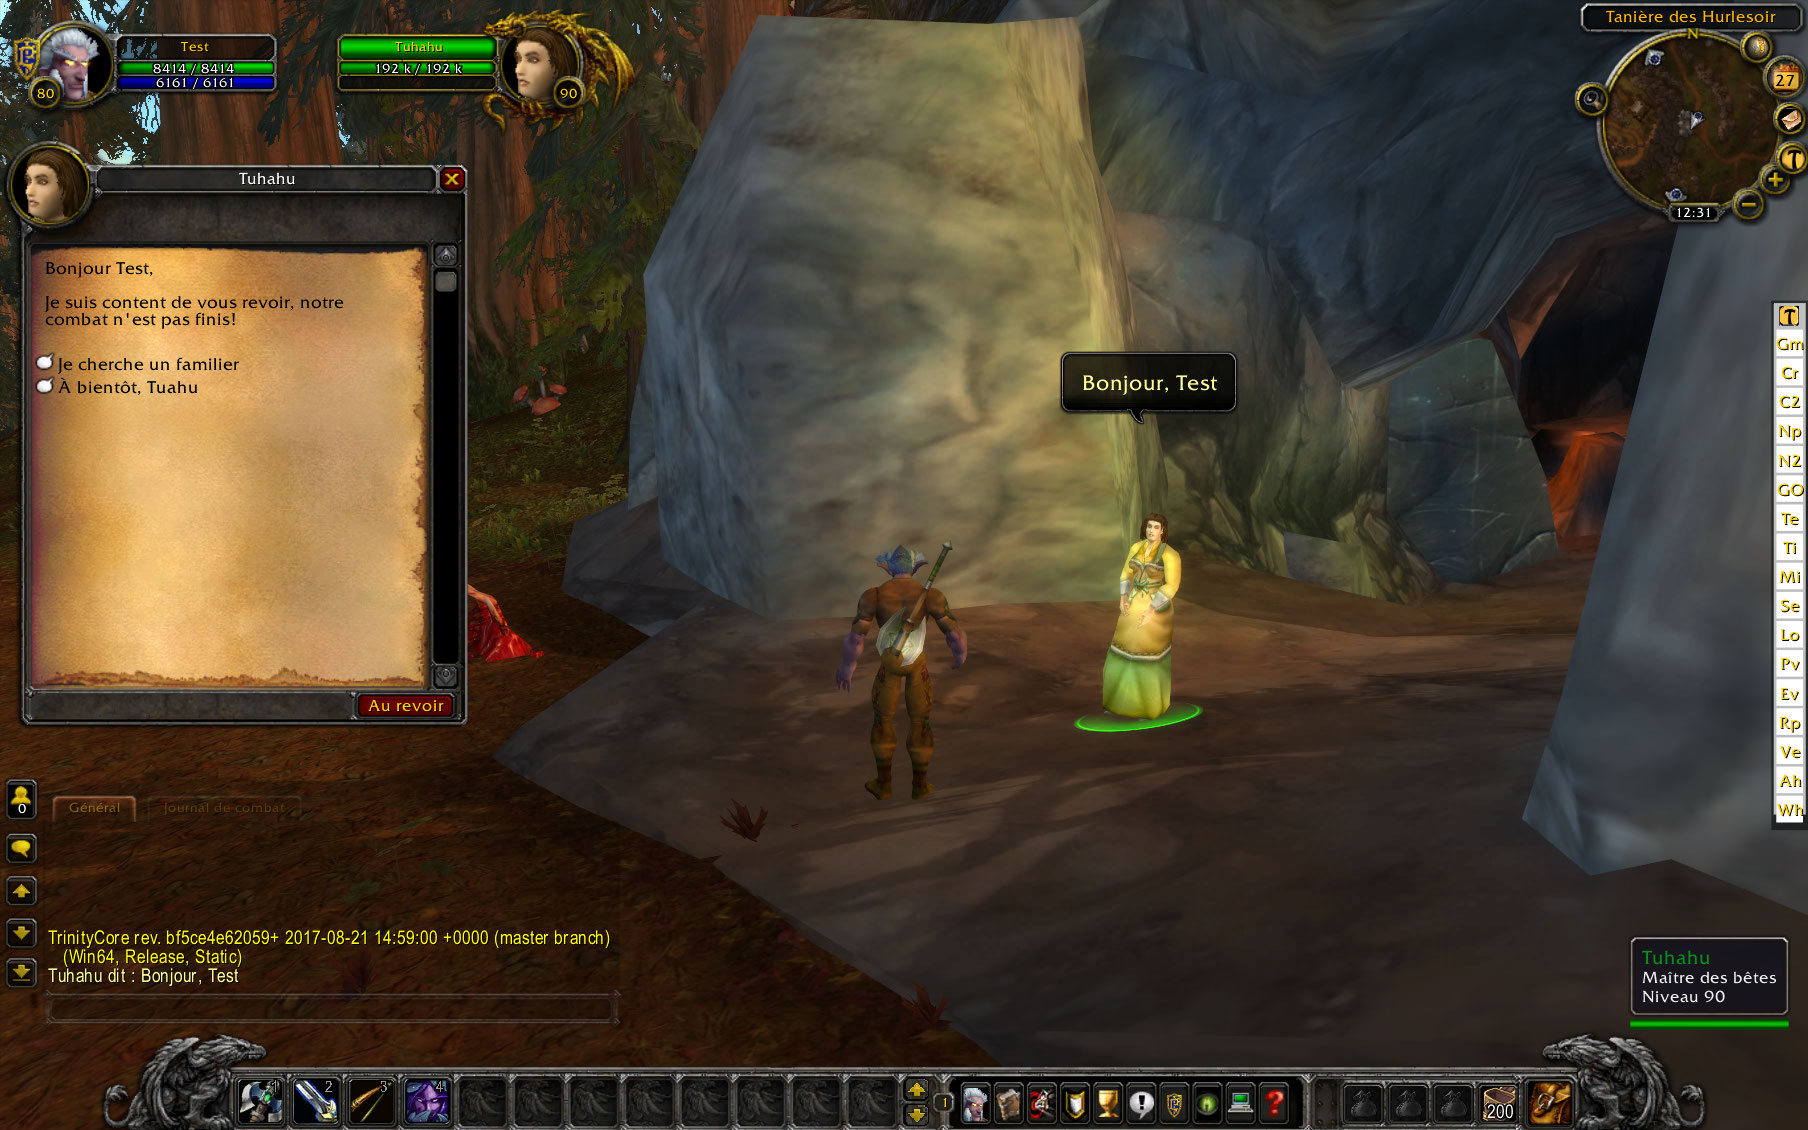 Test
8414 / 8414
6161 / 6161
80
Tuhahu
192 k / 192 k
90
Tanière des Hurlesoir
N
27
12:31
Tuhahu
Bonjour Test,
Je suis content de vous revoir, notre
combat n'est pas finis!
Je cherche un familier
À bientôt, Tuahu
Au revoir
Bonjour, Test
T
Gm
Cr
C2
Np
N2
GO
Te
Ti
Mi
Se
Lo
Pv
Ev
Rp
Ve
Ah
Wh
0
Général
Journal de combat
TrinityCore rev. bf5ce4e62059+ 2017-08-21 14:59:00 +0000 (master branch)
(Win64, Release, Static)
Tuhahu dit : Bonjour, Test
Tuhahu
Maître des bêtes
Niveau 90
1
2
3
4
1
200